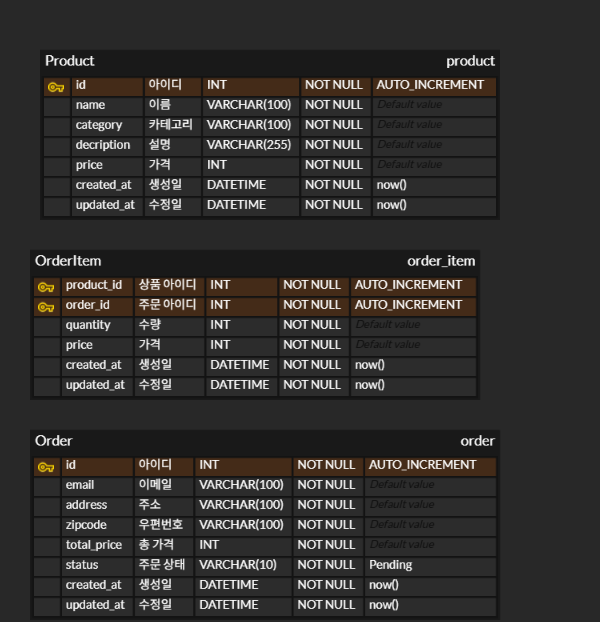 Product product
id 아이디 INT NOT NULL AUTO_INCREMENT
name 이름 VARCHAR(100) NOT NULL Default value
category 카테고리 VARCHAR(100) NOT NULL Default value
decription 설명 VARCHAR(255) NOT NULL Default value
price 가격 INT NOT NULL Default value
created_at 생성일 DATETIME NOT NULL now()
updated_at 수정일 DATETIME NOT NULL now()
OrderItem order_item
product_id 상품 아이디 INT NOT NULL AUTO_INCREMENT
order_id 주문 아이디 INT NOT NULL AUTO_INCREMENT
quantity 수량 INT NOT NULL Default value
price 가격 INT NOT NULL Default value
created_at 생성일 DATETIME NOT NULL now()
updated_at 수정일 DATETIME NOT NULL now()
Order order
id 아이디 INT NOT NULL AUTO_INCREMENT
email 이메일 VARCHAR(100) NOT NULL Default value
address 주소 VARCHAR(100) NOT NULL Default value
zipcode 우편번호 VARCHAR(100) NOT NULL Default value
total_price 총 가격 INT NOT NULL Default value
status 주문 상태 VARCHAR(10) NOT NULL Pending
created_at 생성일 DATETIME NOT NULL now()
updated_at 수정일 DATETIME NOT NULL now()